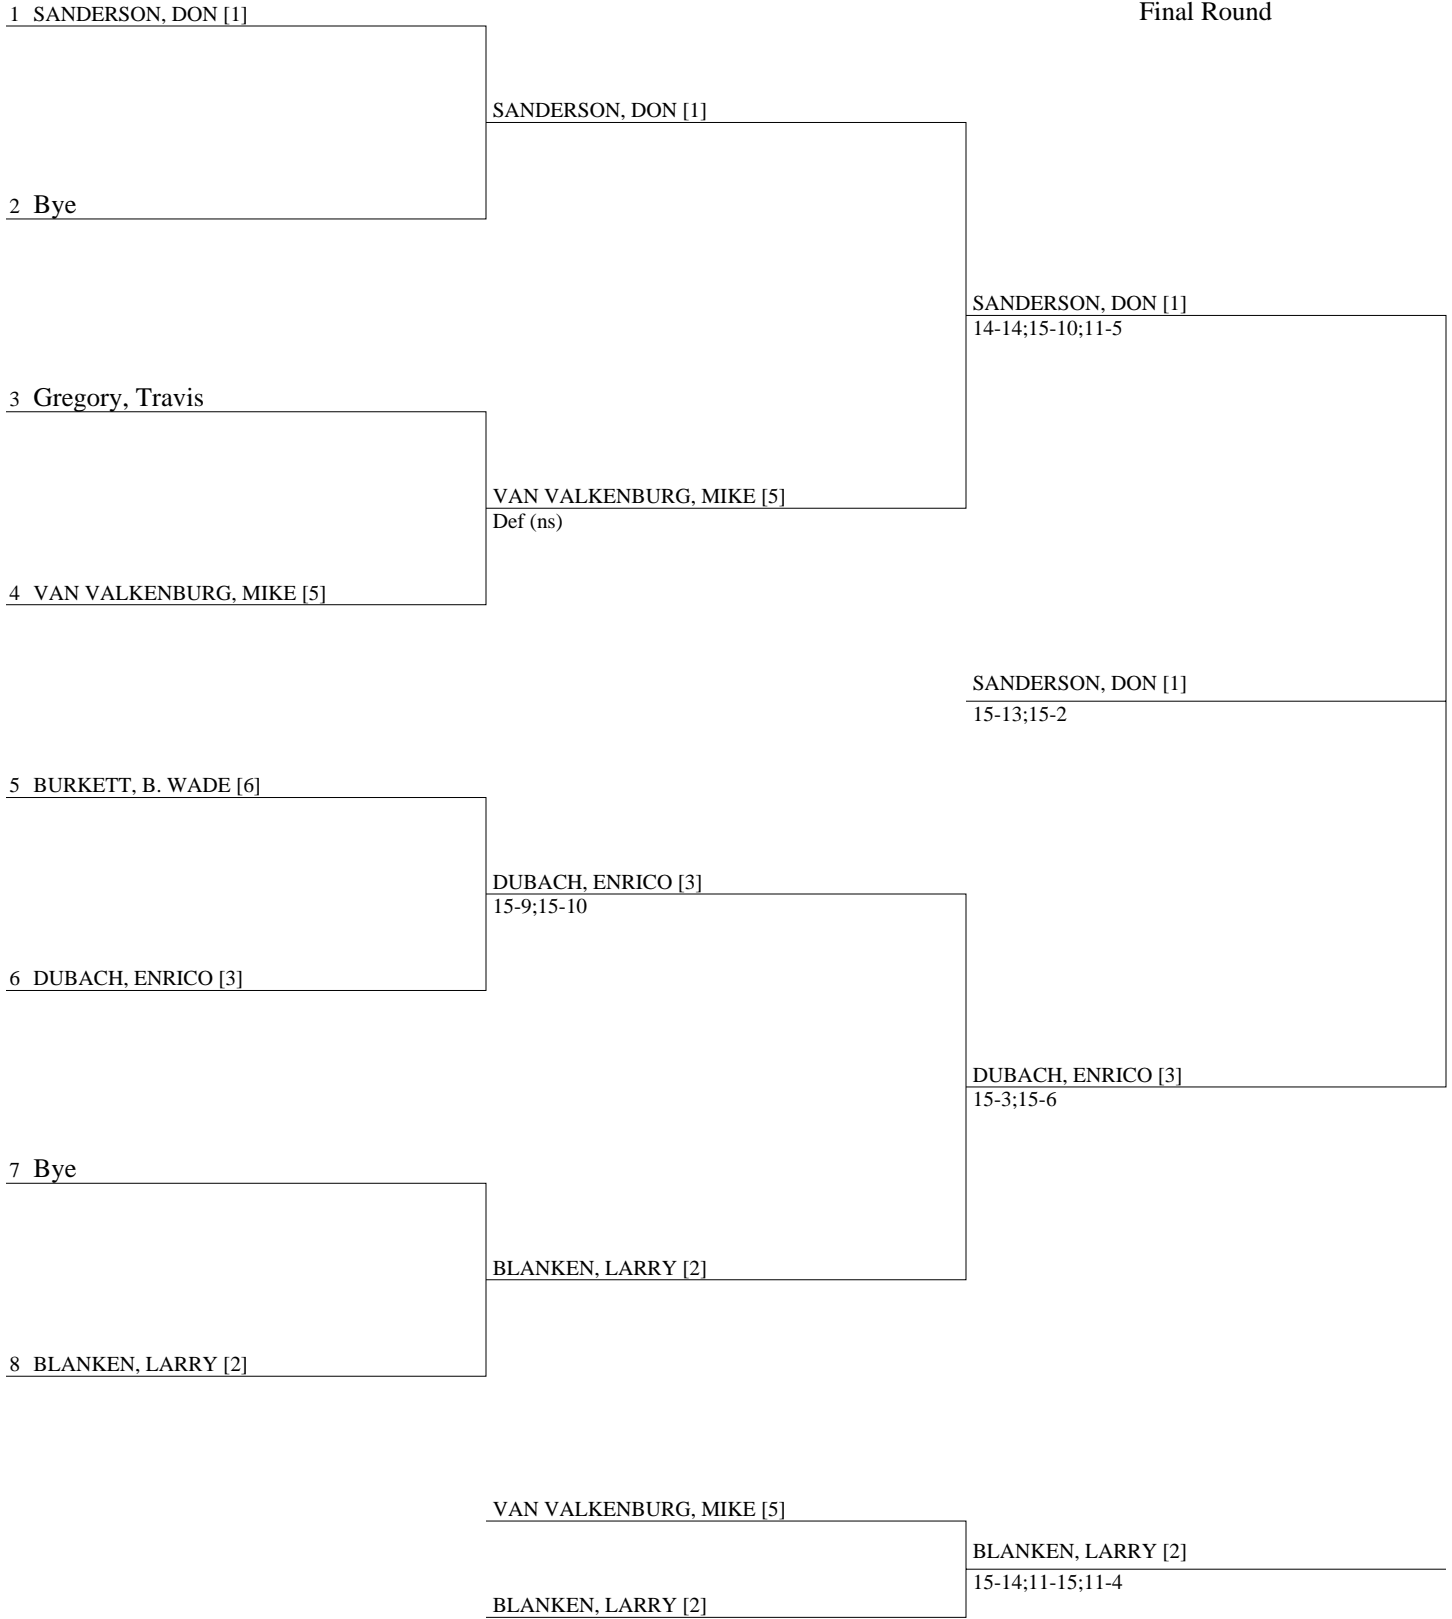 Final Round
1 SANDERSON, DON [1]
SANDERSON, DON [1]
2 Bye
SANDERSON, DON [1]
14-14;15-10;11-5
3 Gregory, Travis
VAN VALKENBURG, MIKE [5]
Def (ns)
4 VAN VALKENBURG, MIKE [5]
SANDERSON, DON [1]
15-13;15-2
5 BURKETT, B. WADE [6]
DUBACH, ENRICO [3]
15-9;15-10
6 DUBACH, ENRICO [3]
DUBACH, ENRICO [3]
15-3;15-6
7 Bye
BLANKEN, LARRY [2]
8 BLANKEN, LARRY [2]
VAN VALKENBURG, MIKE [5]
BLANKEN, LARRY [2]
15-14;11-15;11-4
BLANKEN, LARRY [2]